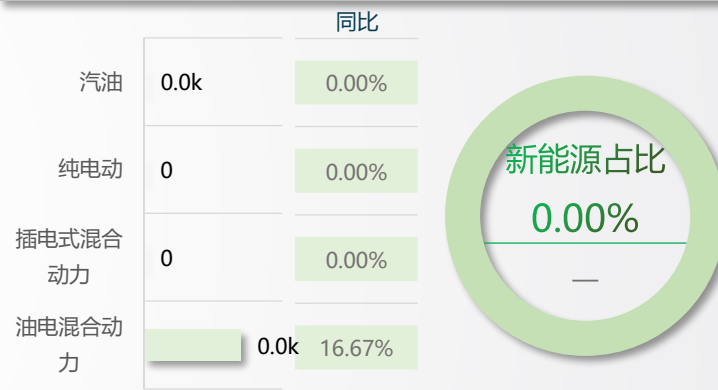 同比
汽油 0.0k 0.00%
纯电动 0 0.00%
插电式混合
动力 0 0.00%
油电混合动
力 0.0k 16.67%
新能源占比
0.00%
—